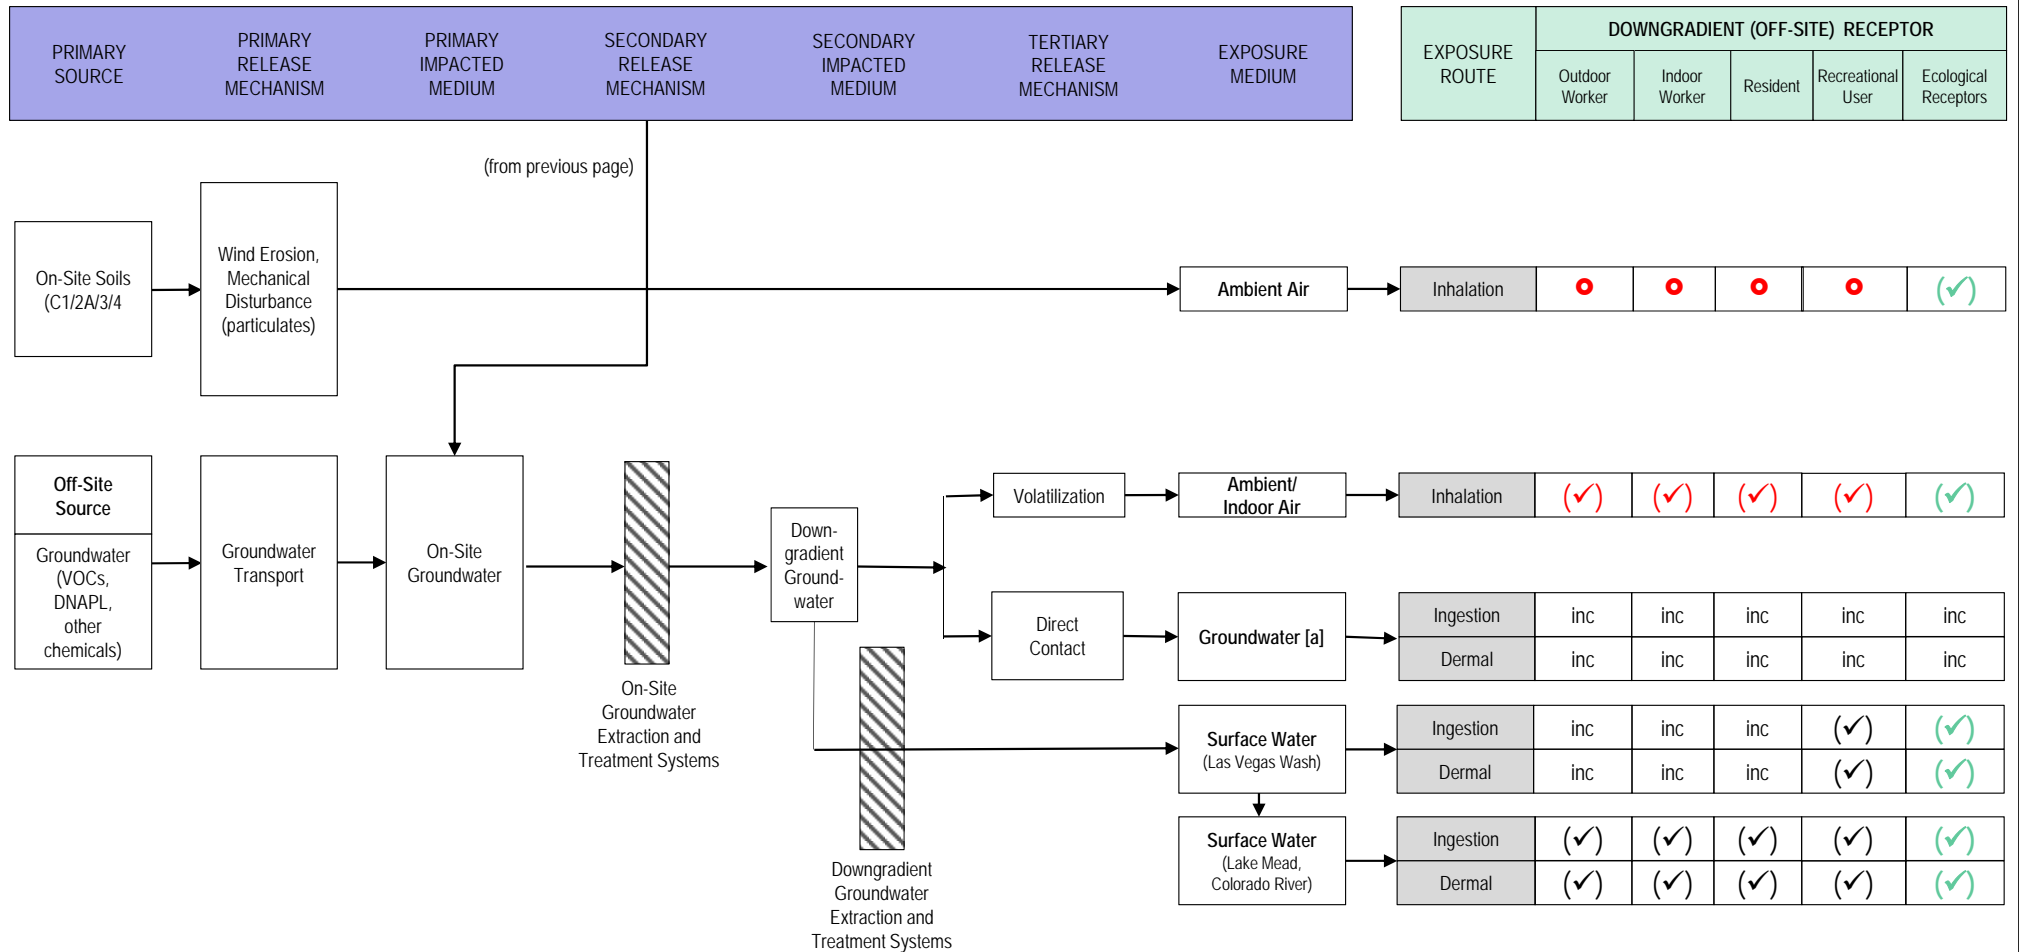 PRIMARY
SOURCE
PRIMARY
RELEASE
MECHANISM
PRIMARY
IMPACTED
MEDIUM
SECONDARY
RELEASE
MECHANISM
SECONDARY
IMPACTED
MEDIUM
TERTIARY
RELEASE
MECHANISM
EXPOSURE
MEDIUM
EXPOSURE
ROUTE
DOWNGRADIENT (OFF-SITE) RECEPTOR
Outdoor
Worker
Indoor
Worker
Resident
Recreational
User
Ecological
Receptors
(from previous page)
On-Site Soils
(C1/2A/3/4
Wind Erosion,
Mechanical
Disturbance
(particulates)
Ambient Air
Inhalation
(✓)
Off-Site
Source
Groundwater
(VOCs,
DNAPL,
other
chemicals)
Groundwater
Transport
On-Site
Groundwater
On-Site
Groundwater
Extraction and
Treatment Systems
Down-
gradient
Ground-
water
Downgradient
Groundwater
Extraction and
Treatment Systems
Volatilization
Ambient/
Indoor Air
Inhalation (✓) (✓) (✓) (✓) (✓)
Direct
Contact
Groundwater [a]
Ingestion inc inc inc inc inc
Dermal inc inc inc inc inc
Surface Water
(Las Vegas Wash)
Ingestion inc inc inc (✓) (✓)
Dermal inc inc inc (✓) (✓)
Surface Water
(Lake Mead,
Colorado River)
Ingestion (✓) (✓) (✓) (✓) (✓)
Dermal (✓) (✓) (✓) (✓) (✓)